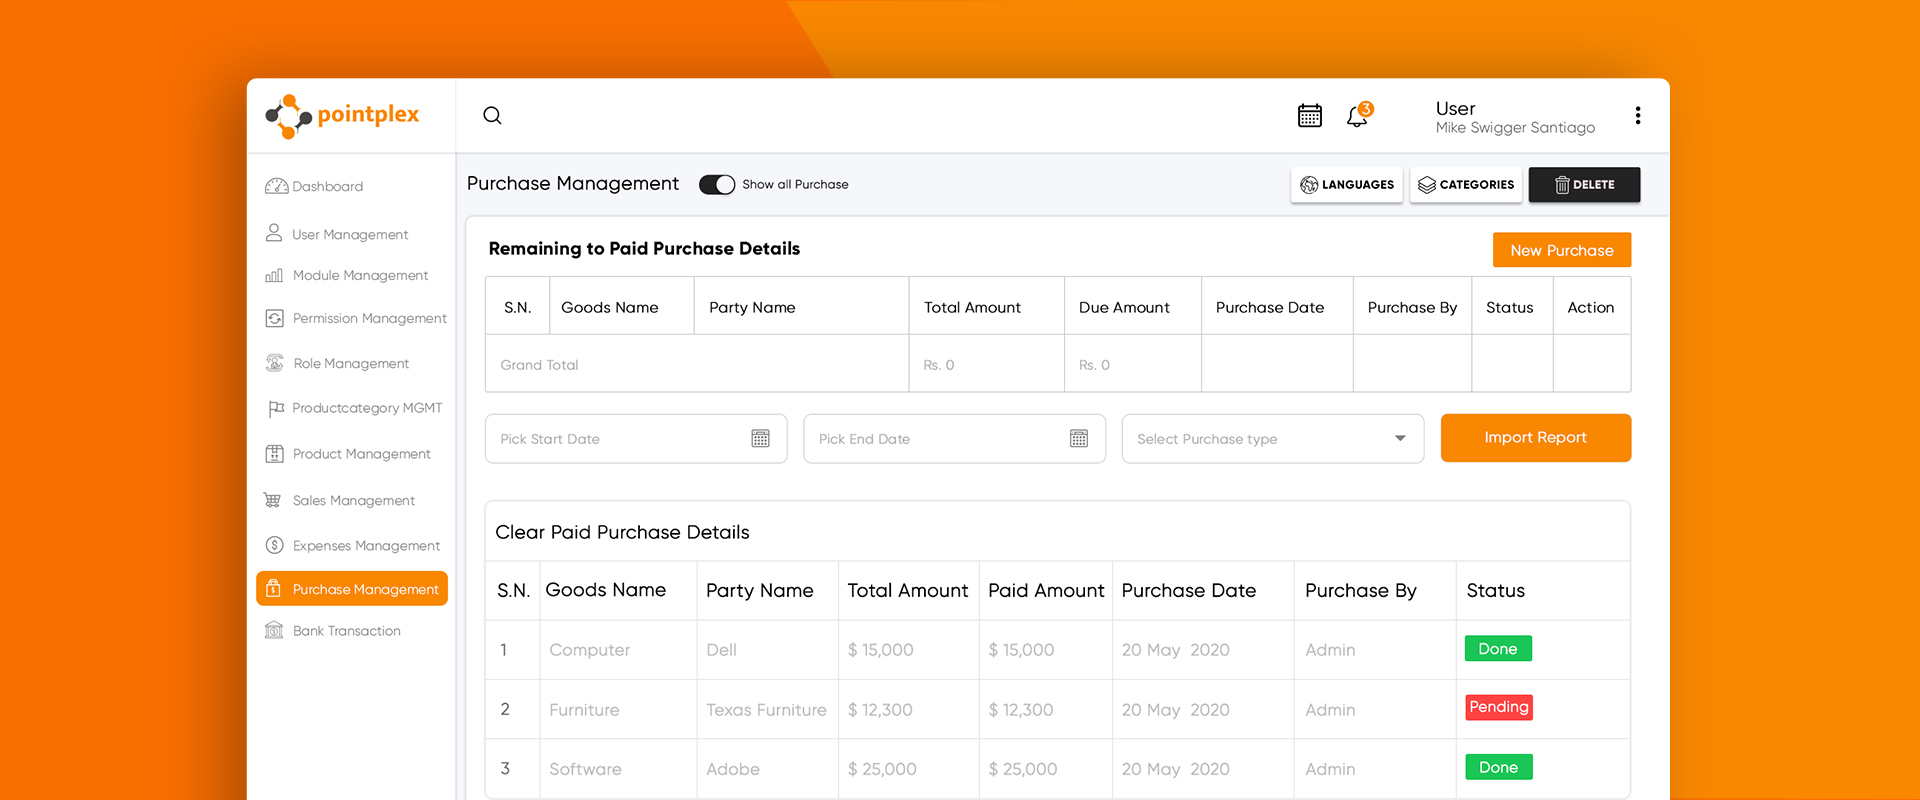 pointplex
3
User
Mike Swigger Santiago
Dashboard
User Management
Module Management
Permission Management
Role Management
Productcategory MGMT
Product Management
Sales Management
Expenses Management
Purchase Management
Bank Transaction
Purchase Management Show all Purchase LANGUAGES CATEGORIES DELETE
Remaining to Paid Purchase Details New Purchase
S.N. Goods Name Party Name Total Amount Due Amount Purchase Date Purchase By Status Action
Grand Total Rs. 0 Rs. 0
Pick Start Date Pick End Date Select Purchase type Import Report
Clear Paid Purchase Details
S.N. Goods Name Party Name Total Amount Paid Amount Purchase Date Purchase By Status
1 Computer Dell $ 15,000 $ 15,000 20 May 2020 Admin Done
2 Furniture Texas Furniture $ 12,300 $ 12,300 20 May 2020 Admin Pending
3 Software Adobe $ 25,000 $ 25,000 20 May 2020 Admin Done